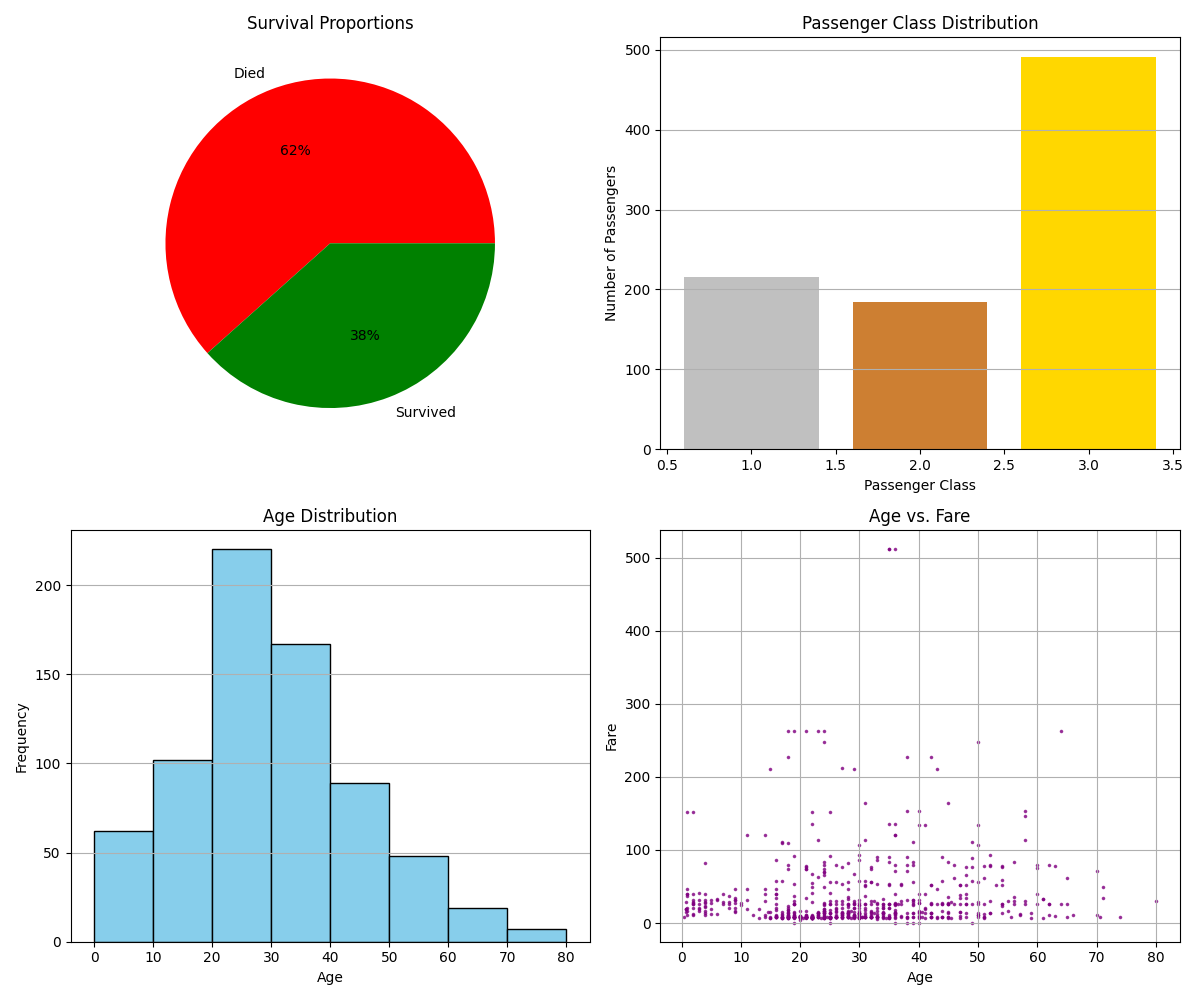 Survival Proportions
Died
62%
38%
Survived
Passenger Class Distribution
Number of Passengers
500
400
300
200
100
0
0.5 1.0 1.5 2.0 2.5 3.0 3.5
Passenger Class
Age Distribution
Frequency
200
150
100
50
0
0 10 20 30 40 50 60 70 80
Age
Age vs. Fare
Fare
500
400
300
200
100
0
0 10 20 30 40 50 60 70 80
Age